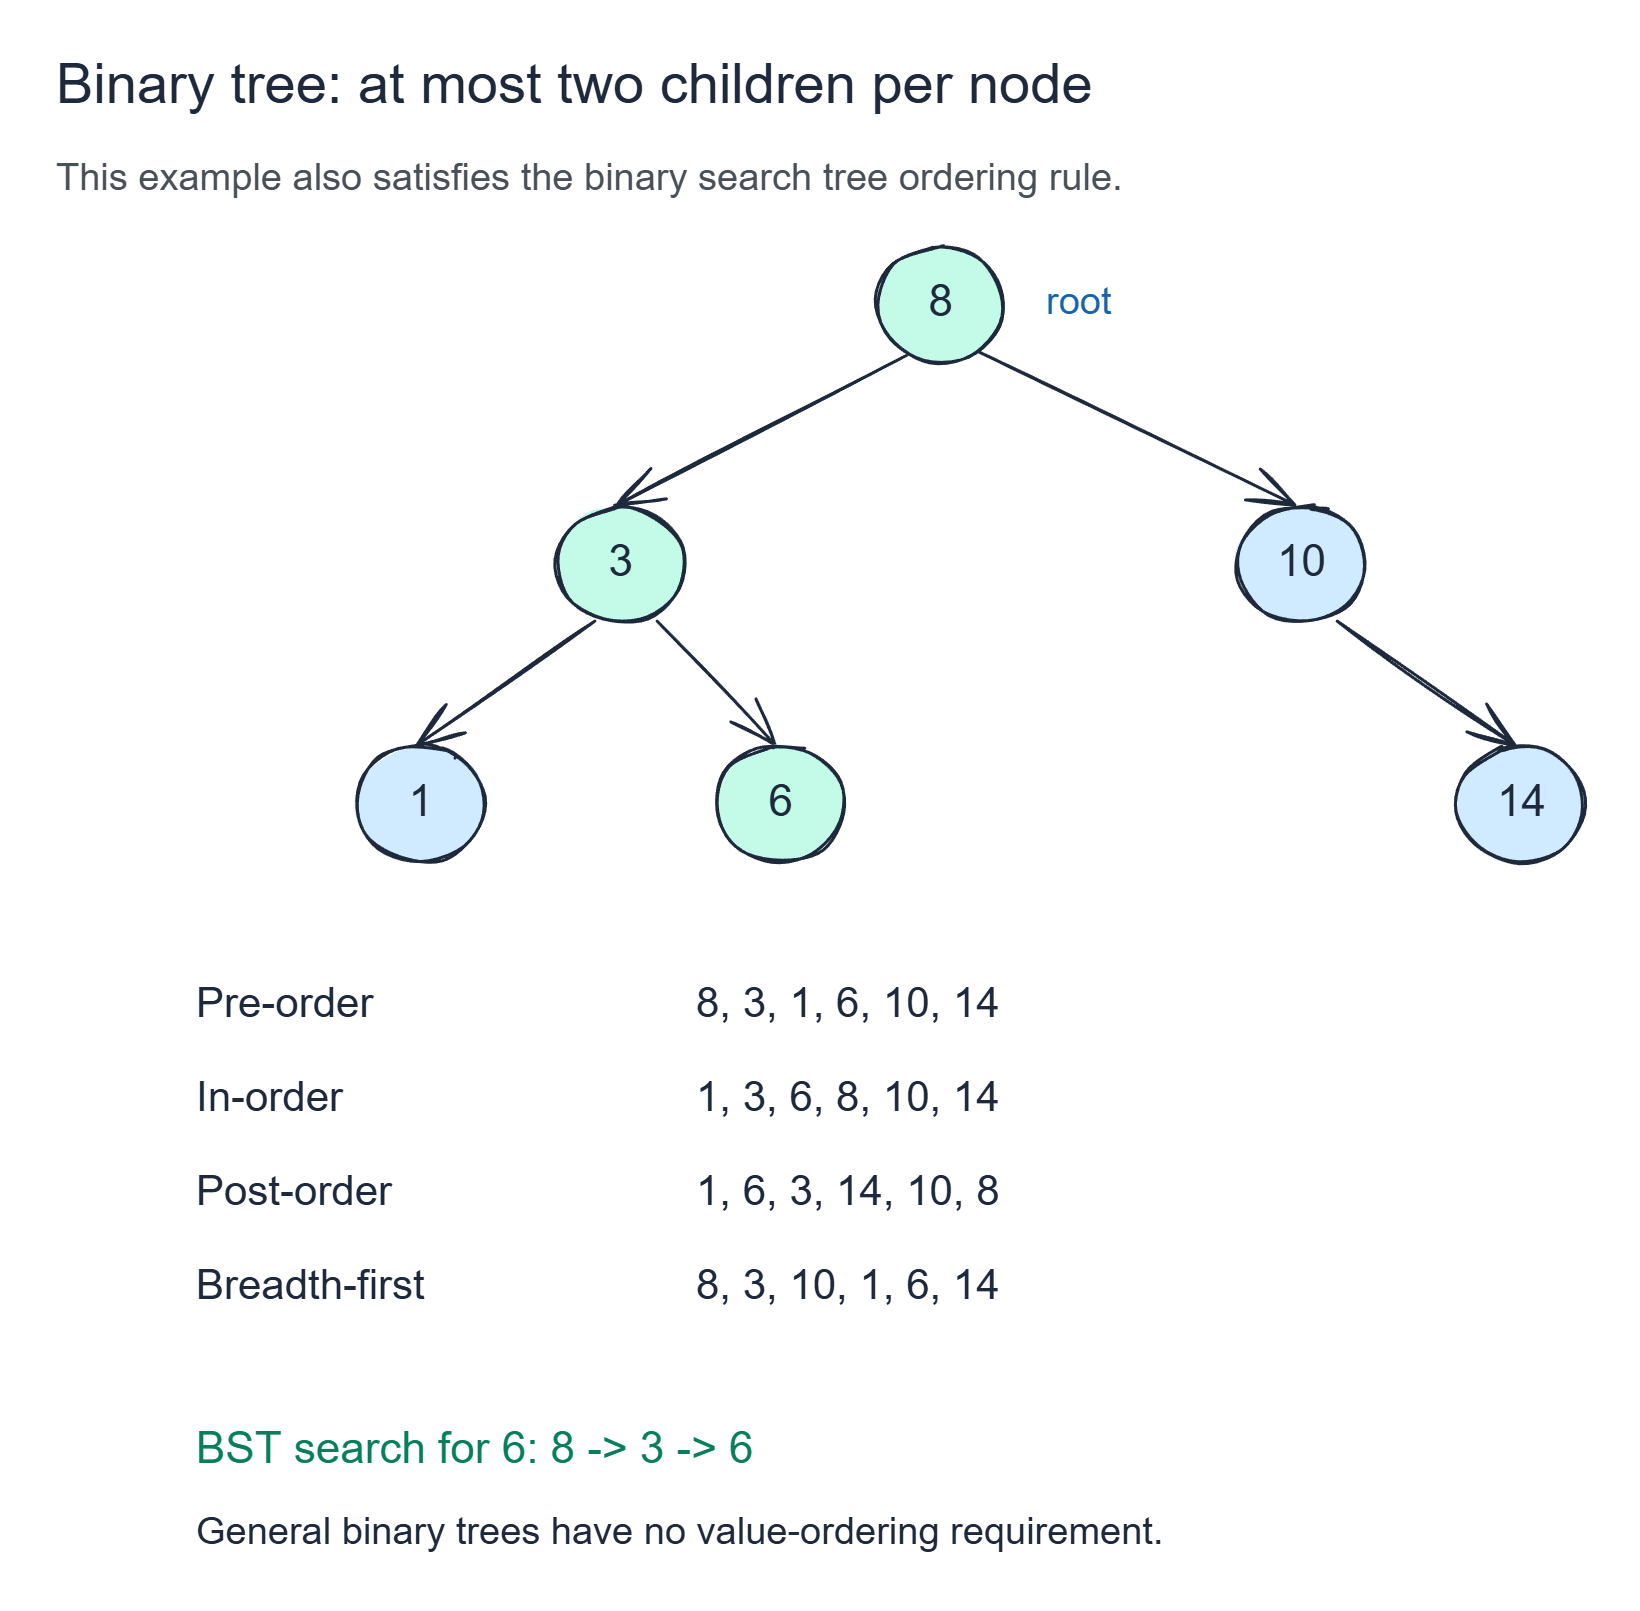 Binary tree: at most two children per node
This example also satisfies the binary search tree ordering rule.
8 root
3 10
1 6 14
Pre-order 8, 3, 1, 6, 10, 14
In-order 1, 3, 6, 8, 10, 14
Post-order 1, 6, 3, 14, 10, 8
Breadth-first 8, 3, 10, 1, 6, 14
BST search for 6: 8 -> 3 -> 6
General binary trees have no value-ordering requirement.